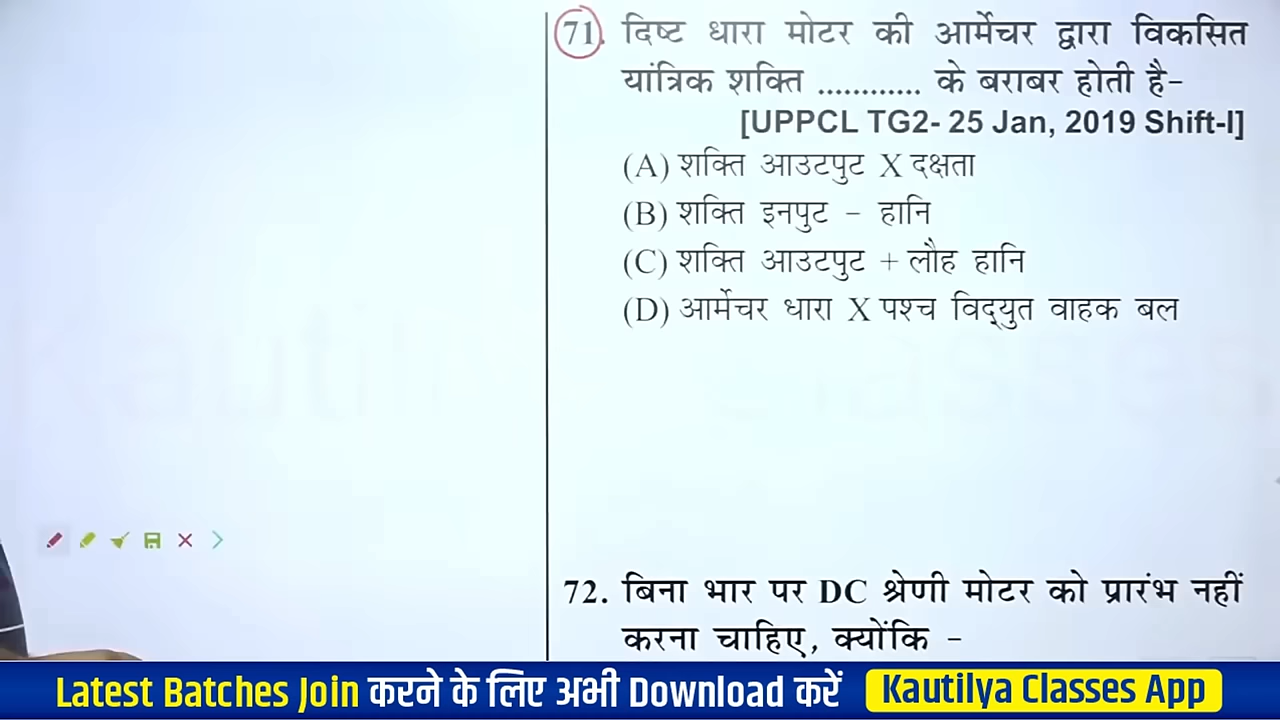 71. दिष्ट धारा मोटर की आर्मेचर द्वारा विकसित
यांत्रिक शक्ति ............ के बराबर होती है-
[UPPCL TG2- 25 Jan, 2019 Shift-I]
(A) शक्ति आउटपुट X दक्षता
(B) शक्ति इनपुट - हानि
(C) शक्ति आउटपुट + लौह हानि
(D) आर्मेचर धारा X पश्च विद्युत वाहक बल
72. बिना भार पर DC श्रेणी मोटर को प्रारंभ नहीं
करना चाहिए, क्योंकि -
Latest Batches Join करने के लिए अभी Download करें Kautilya Classes App